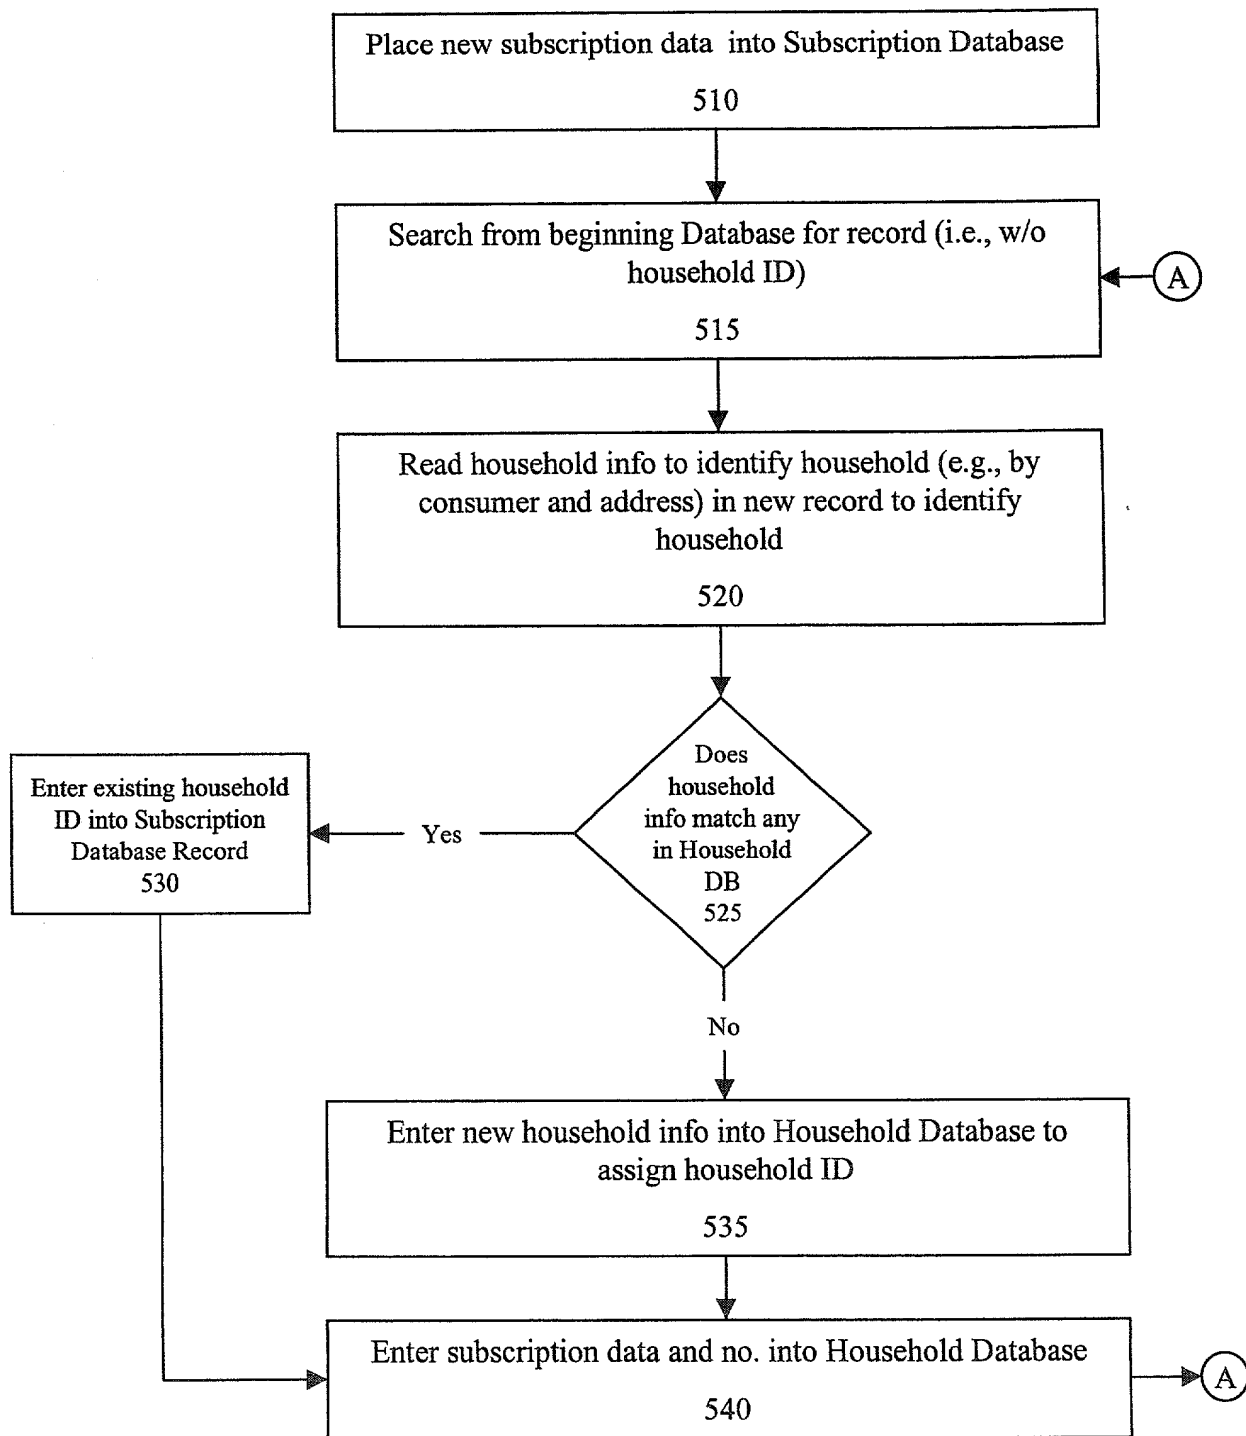 Place new subscription data into Subscription Database
510
Search from beginning Database for record (i.e., w/o
household ID)
515
A
Read household info to identify household (e.g., by
consumer and address) in new record to identify
household
520
Does
household
info match any
in Household
DB
525
Yes
Enter existing household
ID into Subscription
Database Record
530
No
Enter new household info into Household Database to
assign household ID
535
Enter subscription data and no. into Household Database
540
A